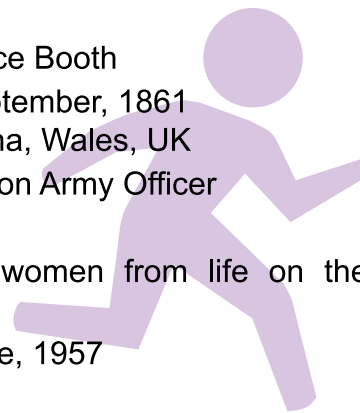 ce Booth
tember, 1861
na, Wales, UK
on Army Officer
women from life on the
e, 1957